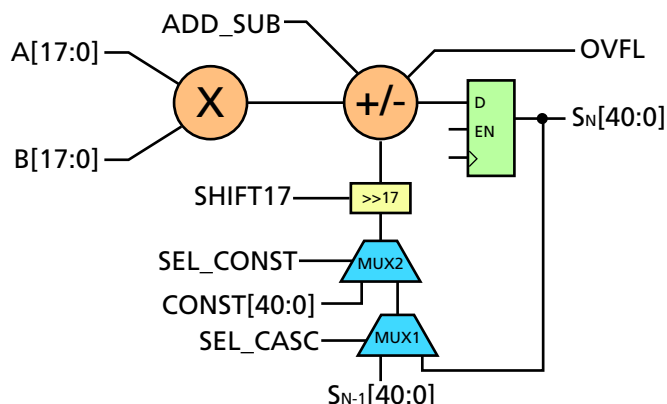 ADD_SUB
A[17:0]
OVFL
X
+/-
D
EN
SN[40:0]
B[17:0]
SHIFT17
>>17
SEL_CONST
MUX2
CONST[40:0]
SEL_CASC
MUX1
SN-1[40:0]